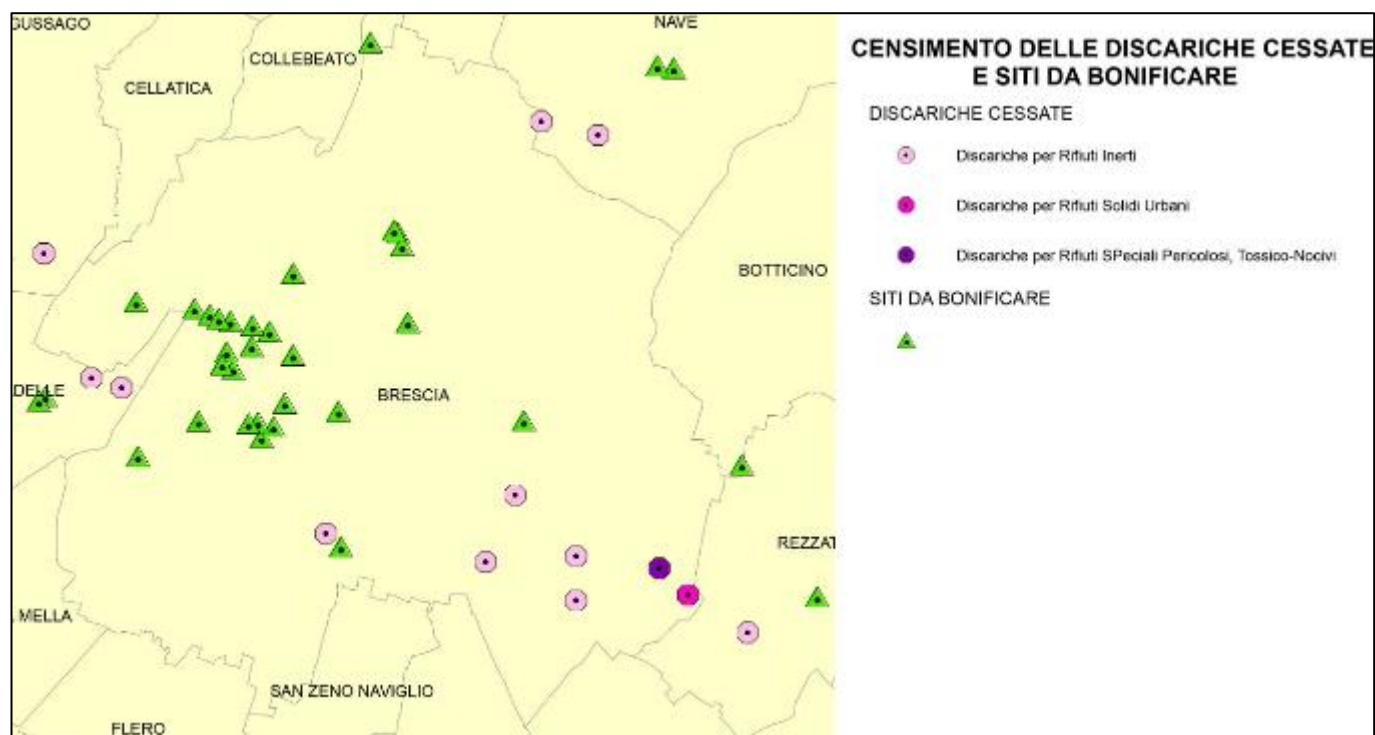 GUSSAGO
NAVE
COLLEBEATO
CELLATICA
BOTTICINO
DELLE
BRESCIA
REZZAT
MELLA
SAN ZENO NAVIGLIO
FLERO
CENSIMENTO DELLE DISCARICHE CESSATE
E SITI DA BONIFICARE
DISCARICHE CESSATE
Discariche per Rifiuti Inerti
Discariche per Rifiuti Solidi Urbani
Discariche per Rifiuti SPeciali Pericolosi, Tossico-Nocivi
SITI DA BONIFICARE